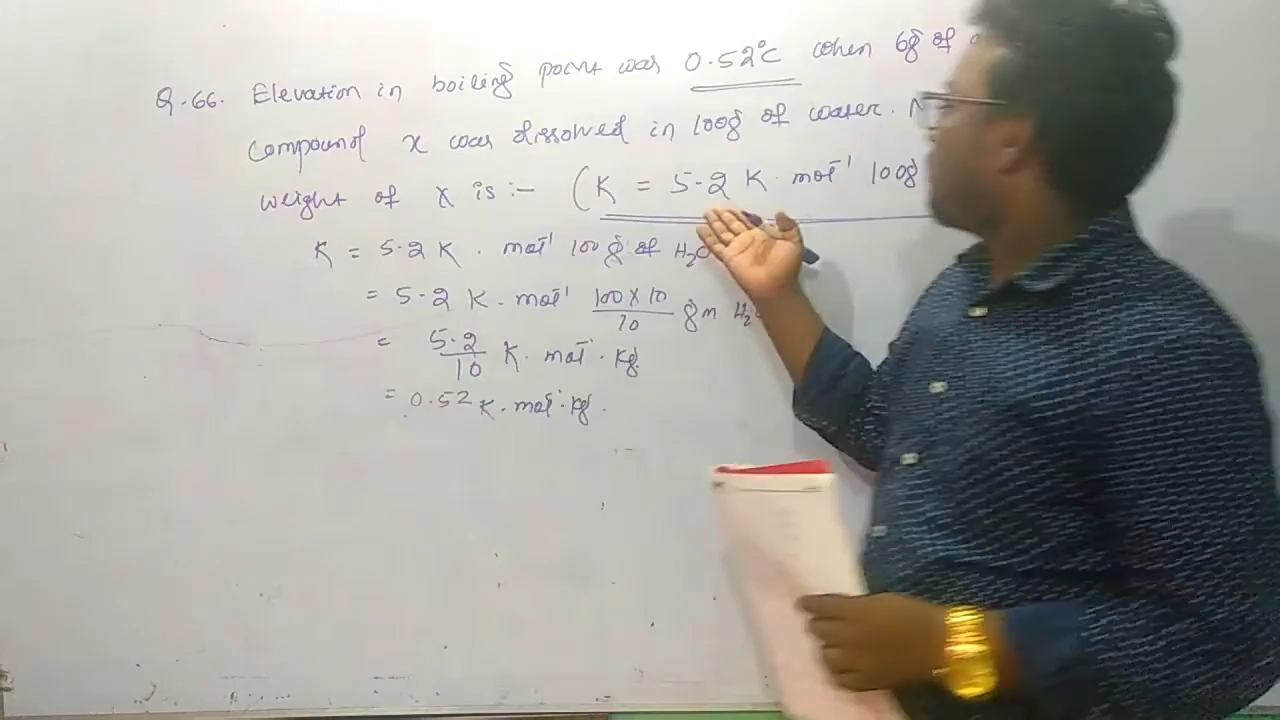 Q.66. Elevation in boiling point was 0.52°C when 6g of
compound x was dissolved in 100g of water.
weight of x is :- (K = 5.2 K. mol⁻¹ 100g
K = 5.2 K . mol⁻¹ 100 g of H₂O
= 5.2 K. mol⁻¹ 100 X 10 / 10 gm H₂O
= 5.2 / 10 K. mol⁻¹. kg
= 0.52 K. mol⁻¹. kg.